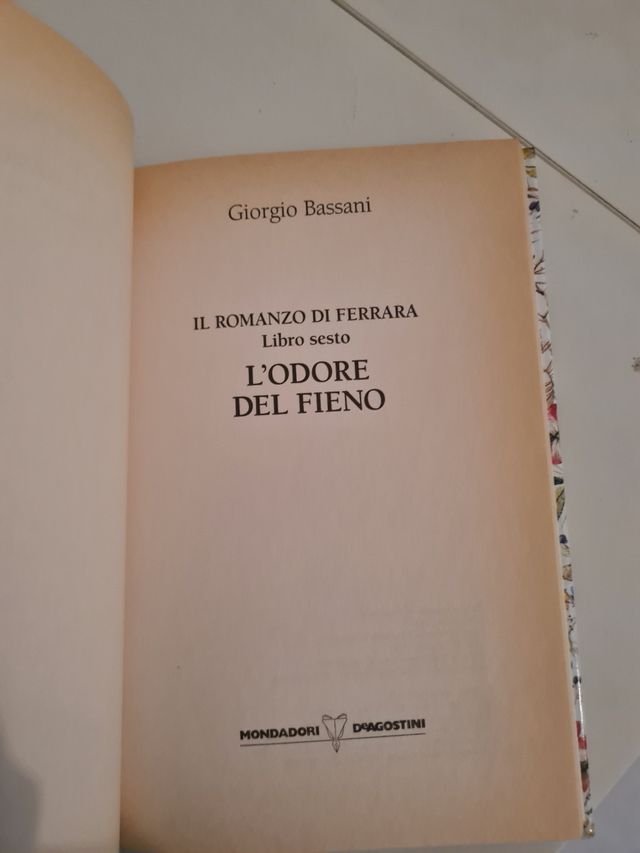 Giorgio Bassani
IL ROMANZO DI FERRARA
Libro sesto
L'ODORE
DEL FIENO
MONDADORI DEAGOSTINI